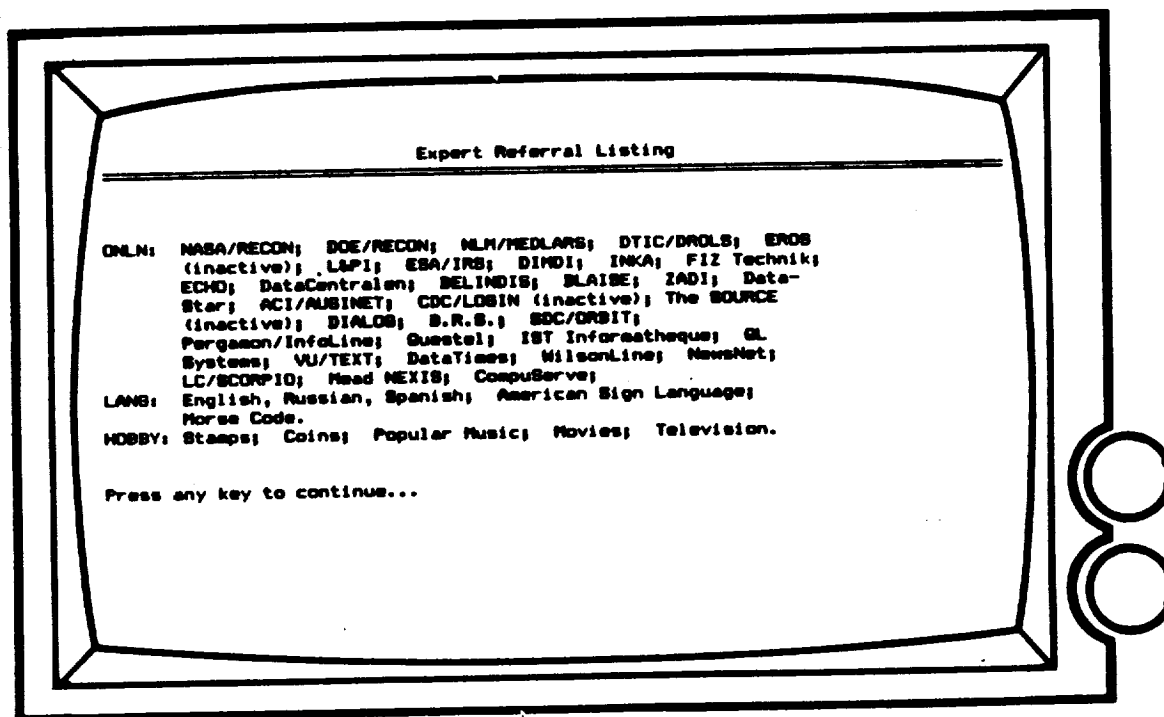 Expert Referral Listing
ONLN: NASA/RECON; DOE/RECON; NLM/MEDLARS; DTIC/DROLS; EROS
(inactive); L&PI; ESA/IRS; DIMDI; INKA; FIZ Technik;
ECHO; DataCentralen; BELINDIS; BLAISE; ZADI; Data-
Star; ACI/AUSINET; CDC/LOGIN (inactive); The SOURCE
(inactive); DIALOG; B.R.S.; SDC/ORBIT;
Pergamon/InfoLine; Questel; IST Informatheque; QL
Systems; VU/TEXT; DataTimes; WilsonLine; NewsNet;
LC/SCORPIO; Mead NEXIS; CompuServe;
LANG: English, Russian, Spanish; American Sign Language;
Morse Code.
HOBBY: Stamps; Coins; Popular Music; Movies; Television.
Press any key to continue...